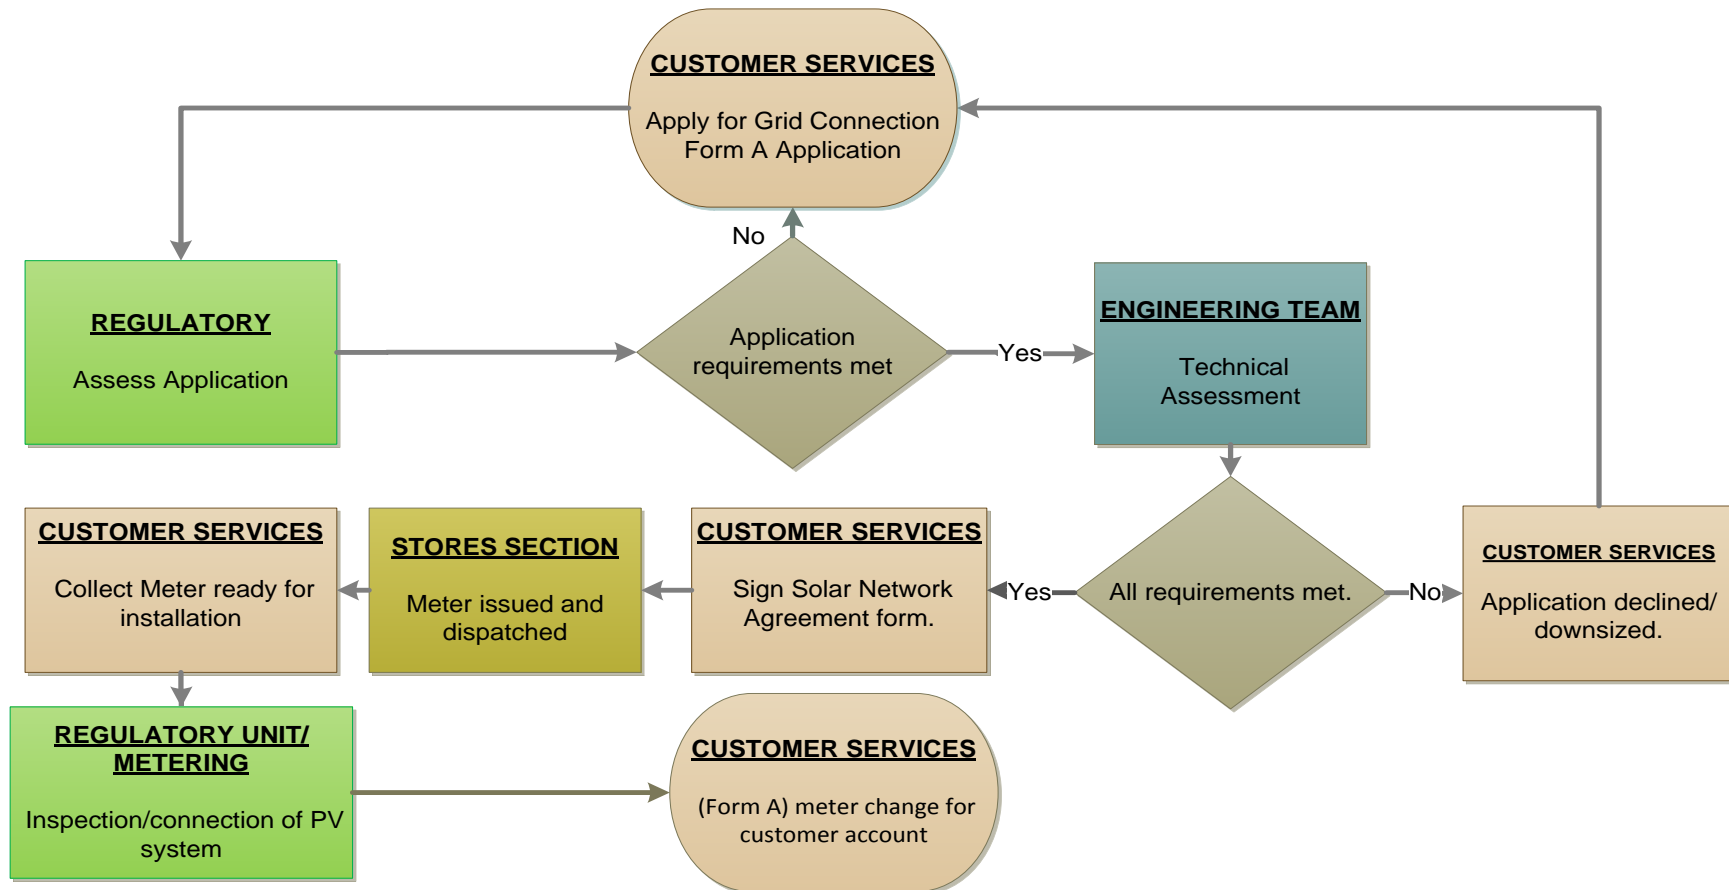 CUSTOMER SERVICES
Apply for Grid Connection
Form A Application
No
REGULATORY
Assess Application
Application
requirements met
Yes
ENGINEERING TEAM
Technical
Assessment
CUSTOMER SERVICES
Collect Meter ready for
installation
STORES SECTION
Meter issued and
dispatched
CUSTOMER SERVICES
Sign Solar Network
Agreement form.
Yes
All requirements met.
No
CUSTOMER SERVICES
Application declined/
downsized.
REGULATORY UNIT/
METERING
Inspection/connection of PV
system
CUSTOMER SERVICES
(Form A) meter change for
customer account